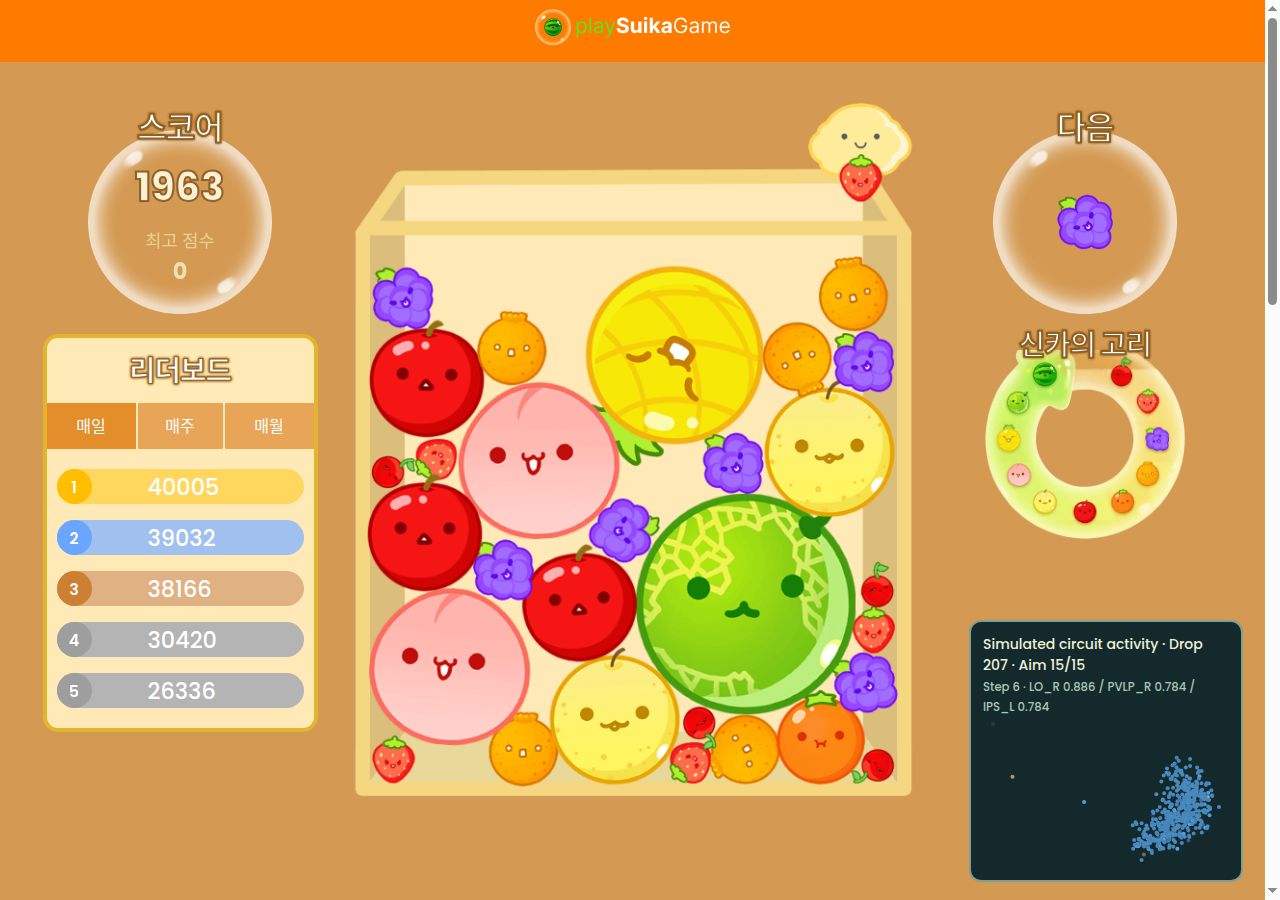 playSuikaGame
스코어
1963
최고 점수
0
다음
리더보드
매일 매주 매월
1 40005
2 39032
3 38166
4 30420
5 26336
신카의 고리
Simulated circuit activity · Drop
207 · Aim 15/15
Step 6 · LO_R 0.886 / PVLP_R 0.784 /
IPS_L 0.784